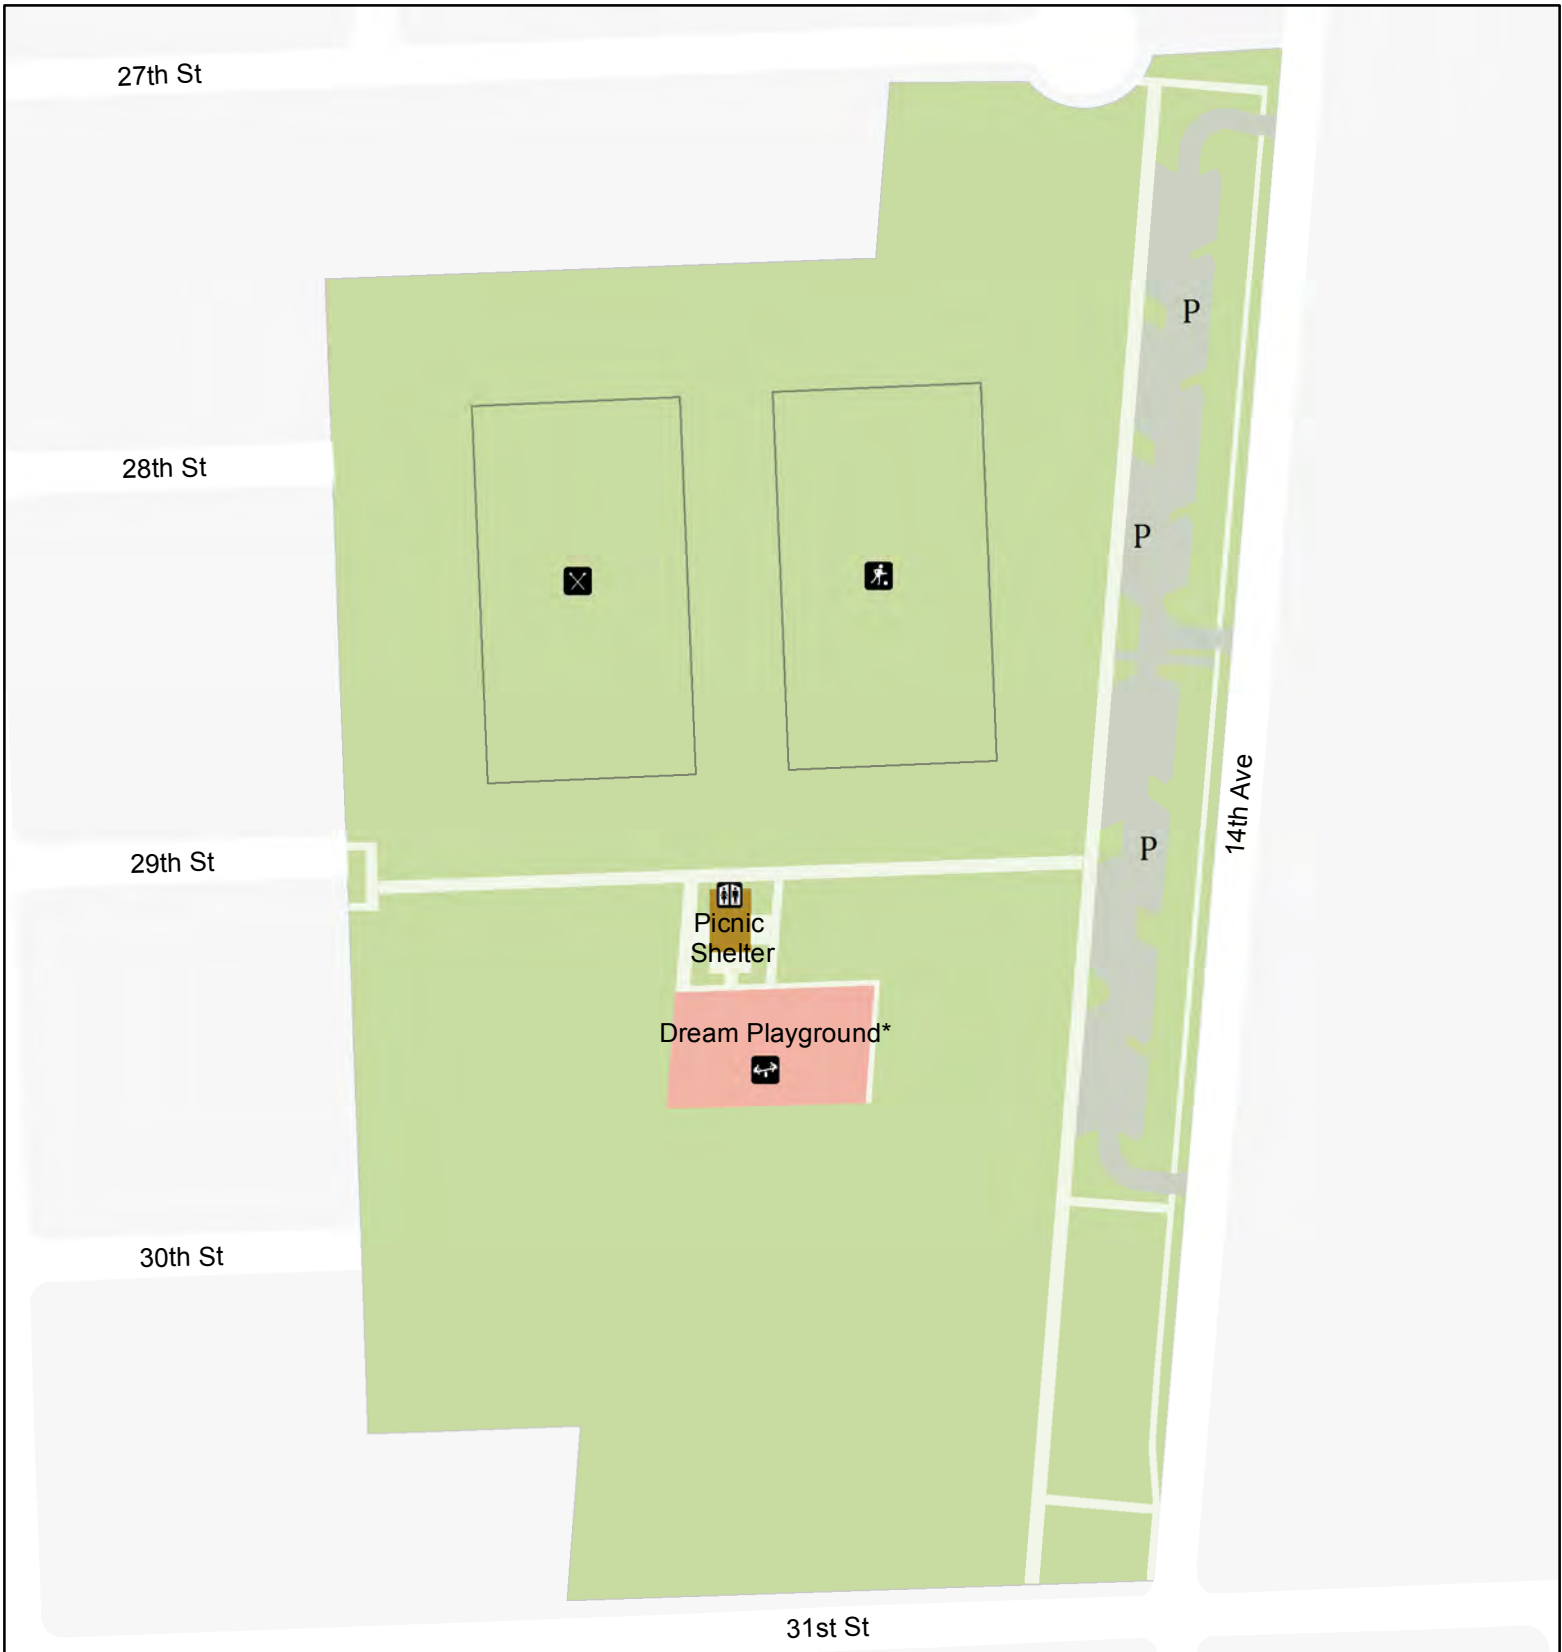 27th St
P
28th St
P
14th Ave
P
29th St
Picnic
Shelter
Dream Playground*
30th St
31st St